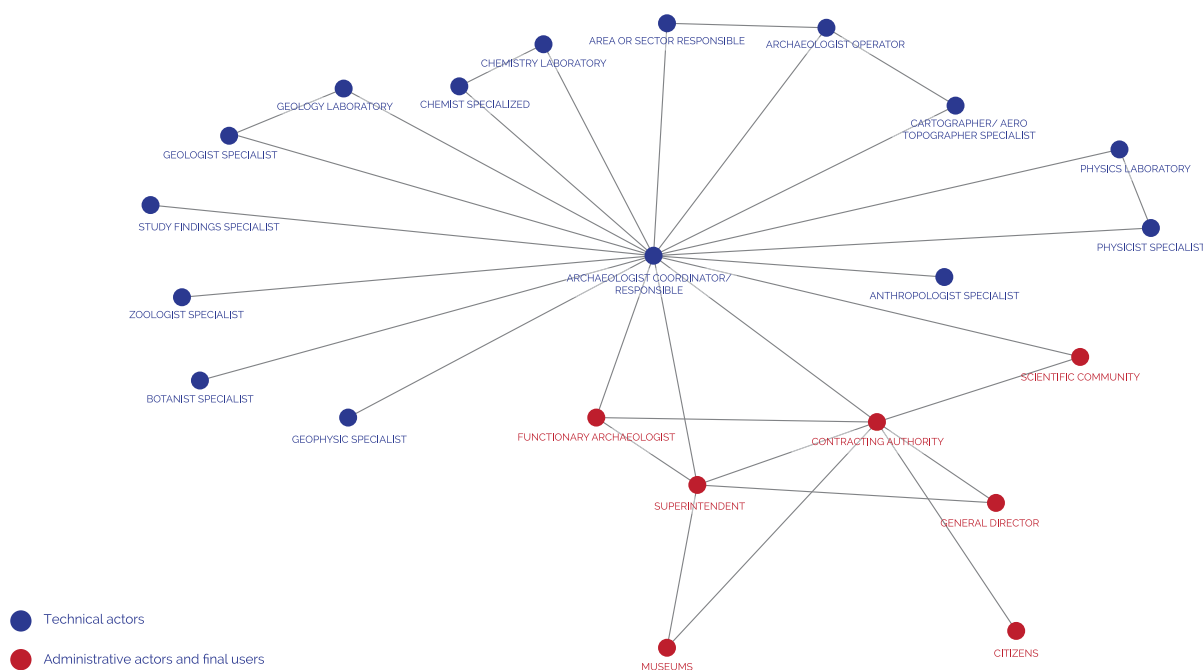 AREA OR SECTOR RESPONSIBLE
ARCHAEOLOGIST OPERATOR
CHEMISTRY LABORATORY
CHEMIST SPECIALIZED
GEOLOGY LABORATORY
CARTOGRAPHER/ AERO
TOPOGRAPHER SPECIALIST
GEOLOGIST SPECIALIST
PHYSICS LABORATORY
STUDY FINDINGS SPECIALIST
PHYSICIST SPECIALIST
ARCHAEOLOGIST COORDINATOR/
RESPONSIBLE
ANTHROPOLOGIST SPECIALIST
ZOOLOGIST SPECIALIST
SCIENTIFIC COMMUNITY
BOTANIST SPECIALIST
GEOPHYSIC SPECIALIST
FUNCTIONARY ARCHAEOLOGIST
CONTRACTING AUTHORITY
SUPERINTENDENT
GENERAL DIRECTOR
CITIZENS
MUSEUMS
Technical actors
Administrative actors and final users